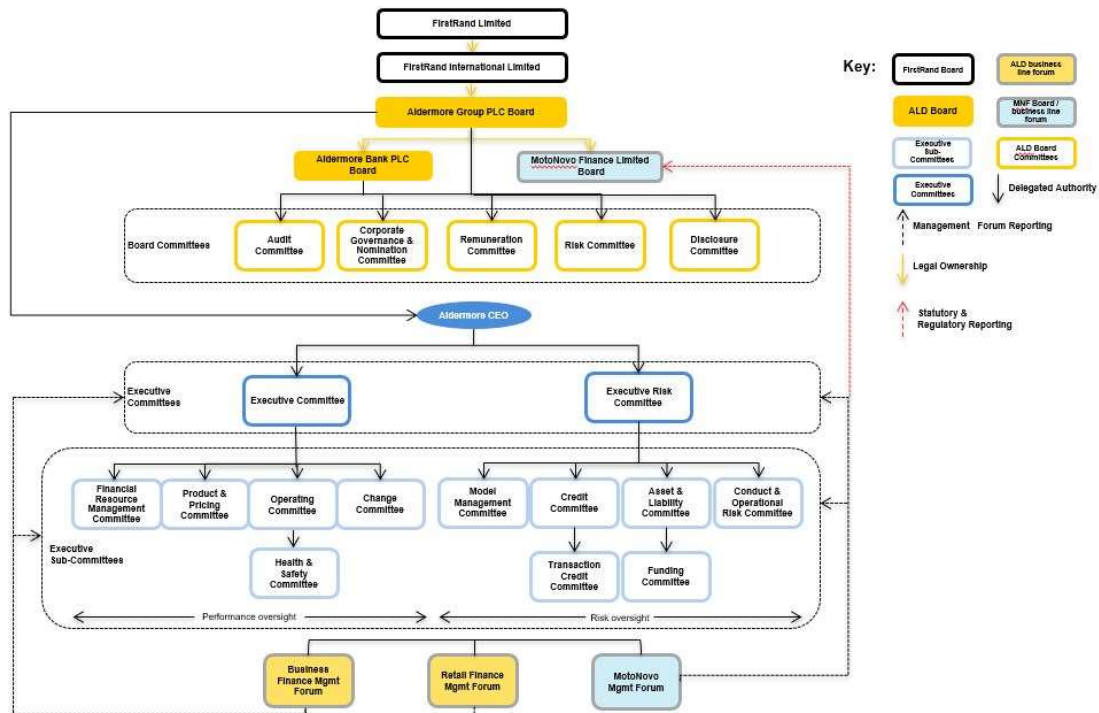 FirstRand Limited
FirstRand International Limited
Aldermore Group PLC Board
Aldermore Bank PLC
Board
MotoNovo Finance Limited
Board
Board Committees
Audit
Committee
Corporate
Governance &
Nomination
Committee
Remuneration
Committee
Risk Committee
Disclosure
Committee
Aldermore CEO
Executive
Committees
Executive Committee
Executive Risk
Committee
Financial
Resource
Management
Committee
Product &
Pricing
Committee
Operating
Committee
Change
Committee
Model
Management
Committee
Credit
Committee
Asset &
Liability
Committee
Conduct &
Operational
Risk Committee
Executive
Sub-Committees
Health &
Safety
Committee
Transaction
Credit
Committee
Funding
Committee
Performance oversight
Risk oversight
Business
Finance Mgmt
Forum
Retail Finance
Mgmt Forum
MotoNovo
Mgmt Forum
Key:
FirstRand Board
ALD business
line forum
ALD Board
MNF Board /
business line
forum
Executive
Sub-
Committees
ALD Board
Committees
Executive
Committees
Delegated Authority
Management Forum Reporting
Legal Ownership
Statutory &
Regulatory Reporting